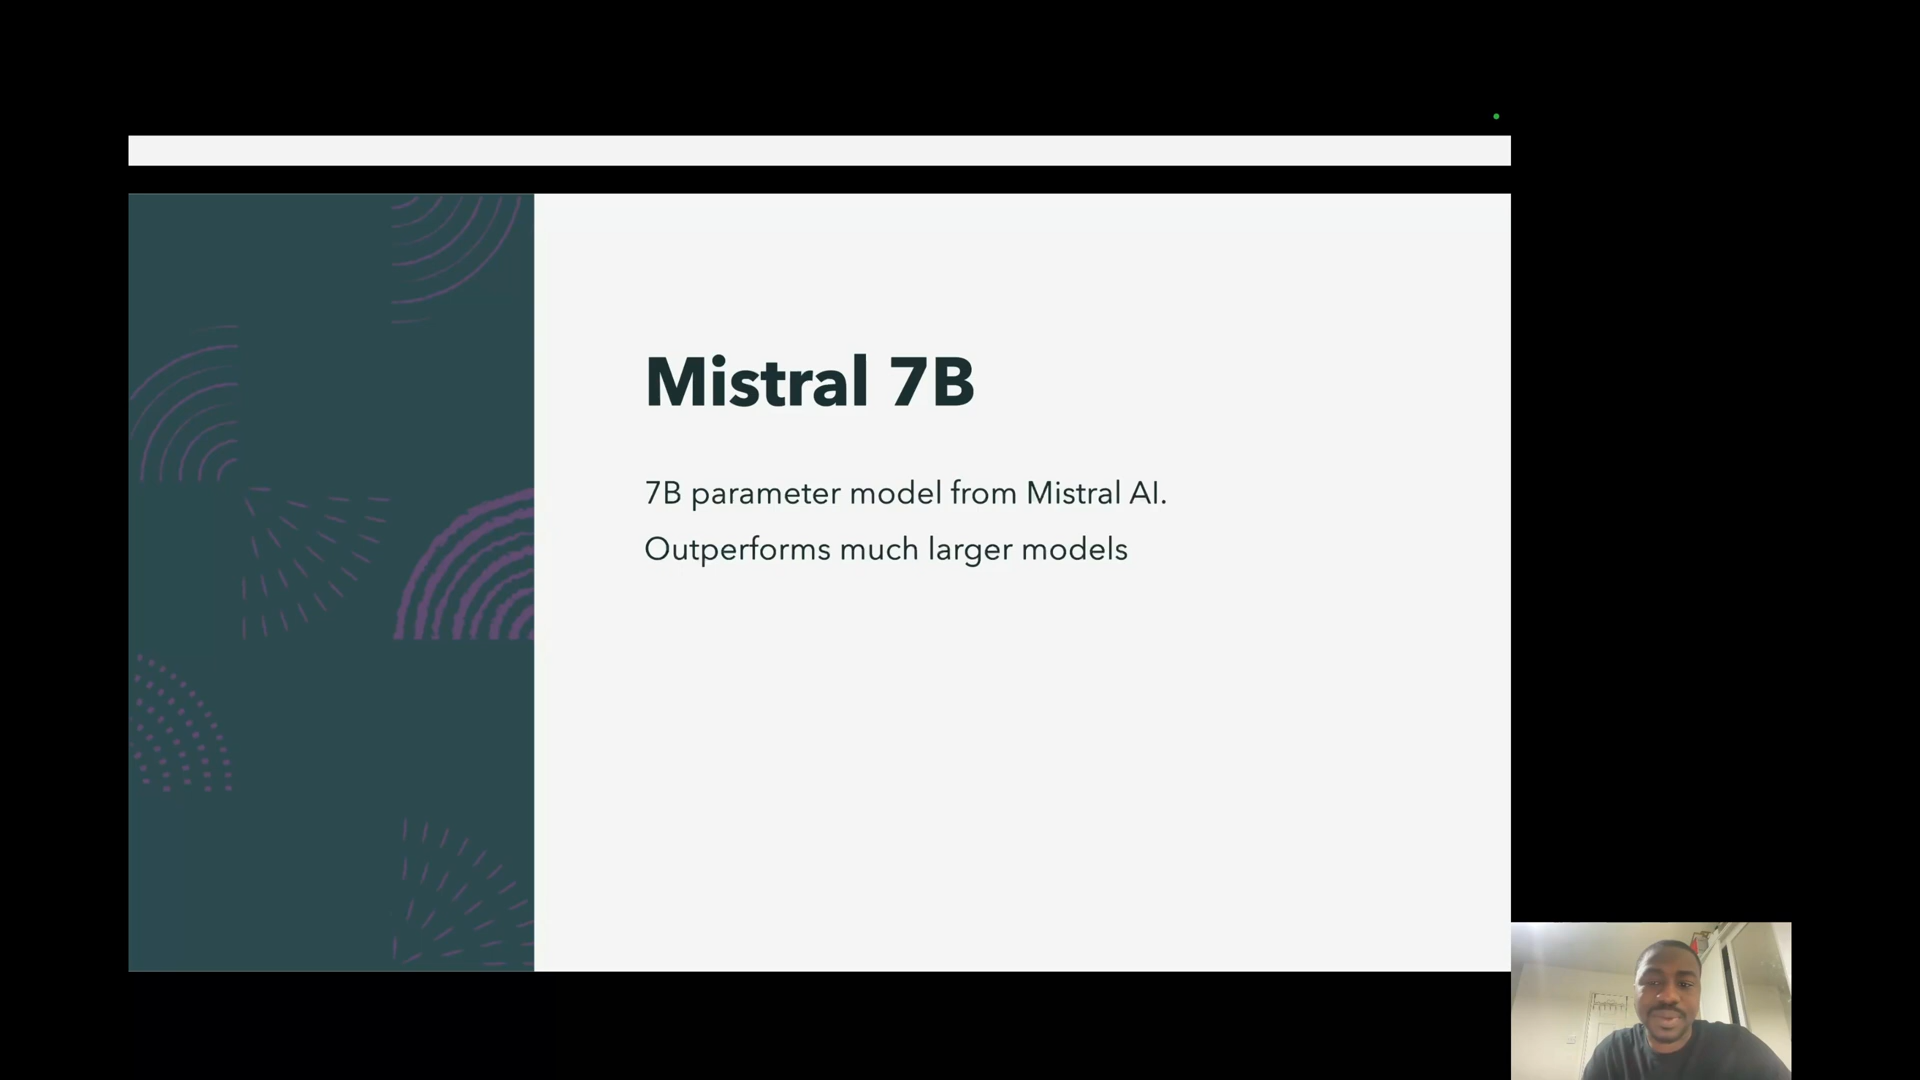 Mistral 7B
7B parameter model from Mistral AI.
Outperforms much larger models